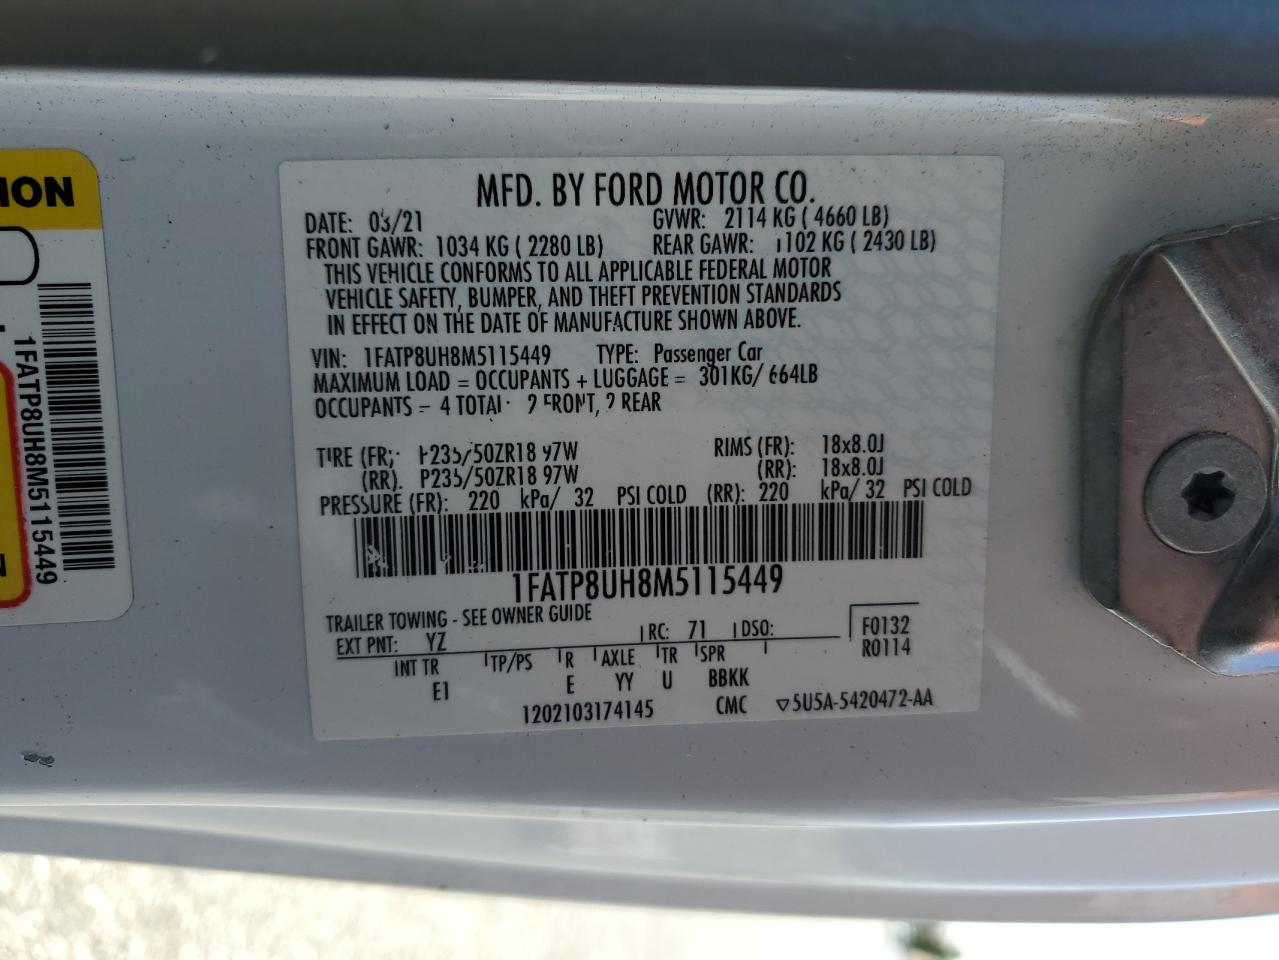 MFD. BY FORD MOTOR CO.
DATE: 03/21 GVWR: 2114 KG ( 4660 LB)
FRONT GAWR: 1034 KG ( 2280 LB) REAR GAWR: 1102 KG ( 2430 LB)
THIS VEHICLE CONFORMS TO ALL APPLICABLE FEDERAL MOTOR
VEHICLE SAFETY, BUMPER, AND THEFT PREVENTION STANDARDS
IN EFFECT ON THE DATE OF MANUFACTURE SHOWN ABOVE.
VIN: 1FATP8UH8M5115449 TYPE: Passenger Car
MAXIMUM LOAD = OCCUPANTS + LUGGAGE = 301KG/ 664LB
OCCUPANTS = 4 TOTAL: 2 FRONT, 2 REAR
TIRE (FR): P235/50ZR18 97W RIMS (FR): 18x8.0J
(RR): P235/50ZR18 97W (RR): 18x8.0J
PRESSURE (FR): 220 kPa/ 32 PSI COLD (RR): 220 kPa/ 32 PSI COLD
1FATP8UH8M5115449
TRAILER TOWING - SEE OWNER GUIDE
EXT PNT: YZ RC: 71 DSO: F0132
R0114
INT TR TP/PS R AXLE TR SPR
E1 E YY U BBKK
1202103174145 CMC ▽5U5A-5420472-AA
ION
1FATP8UH8M5115449
N